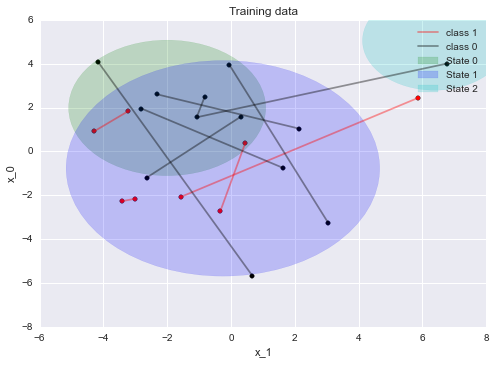 Training data
class 1
class 0
State 0
State 1
State 2
6
4
2
0
−2
−4
−6
−8
x_0
−6
−4
−2
0
2
4
6
8
x_1